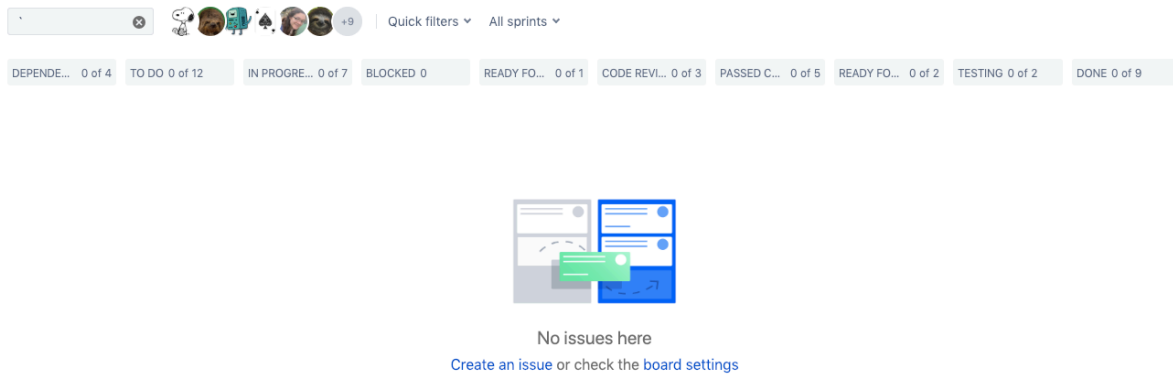 `
+9
Quick filters
All sprints
DEPENDE... 0 of 4
TO DO 0 of 12
IN PROGRE... 0 of 7
BLOCKED 0
READY FO... 0 of 1
CODE REVI... 0 of 3
PASSED C... 0 of 5
READY FO... 0 of 2
TESTING 0 of 2
DONE 0 of 9
No issues here
Create an issue or check the board settings